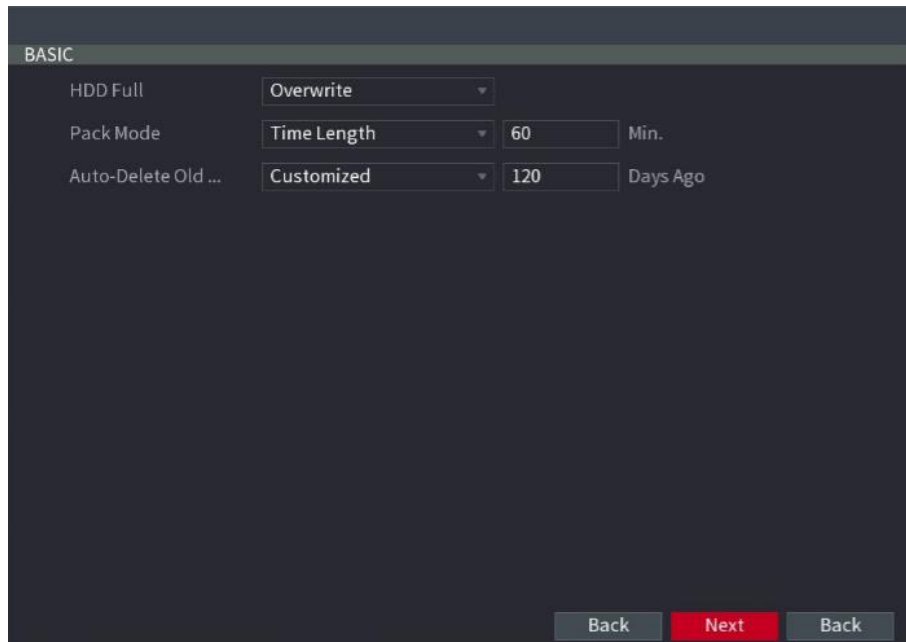 BASIC
HDD Full Overwrite
Pack Mode Time Length 60 Min.
Auto-Delete Old ... Customized 120 Days Ago
Back Next Back